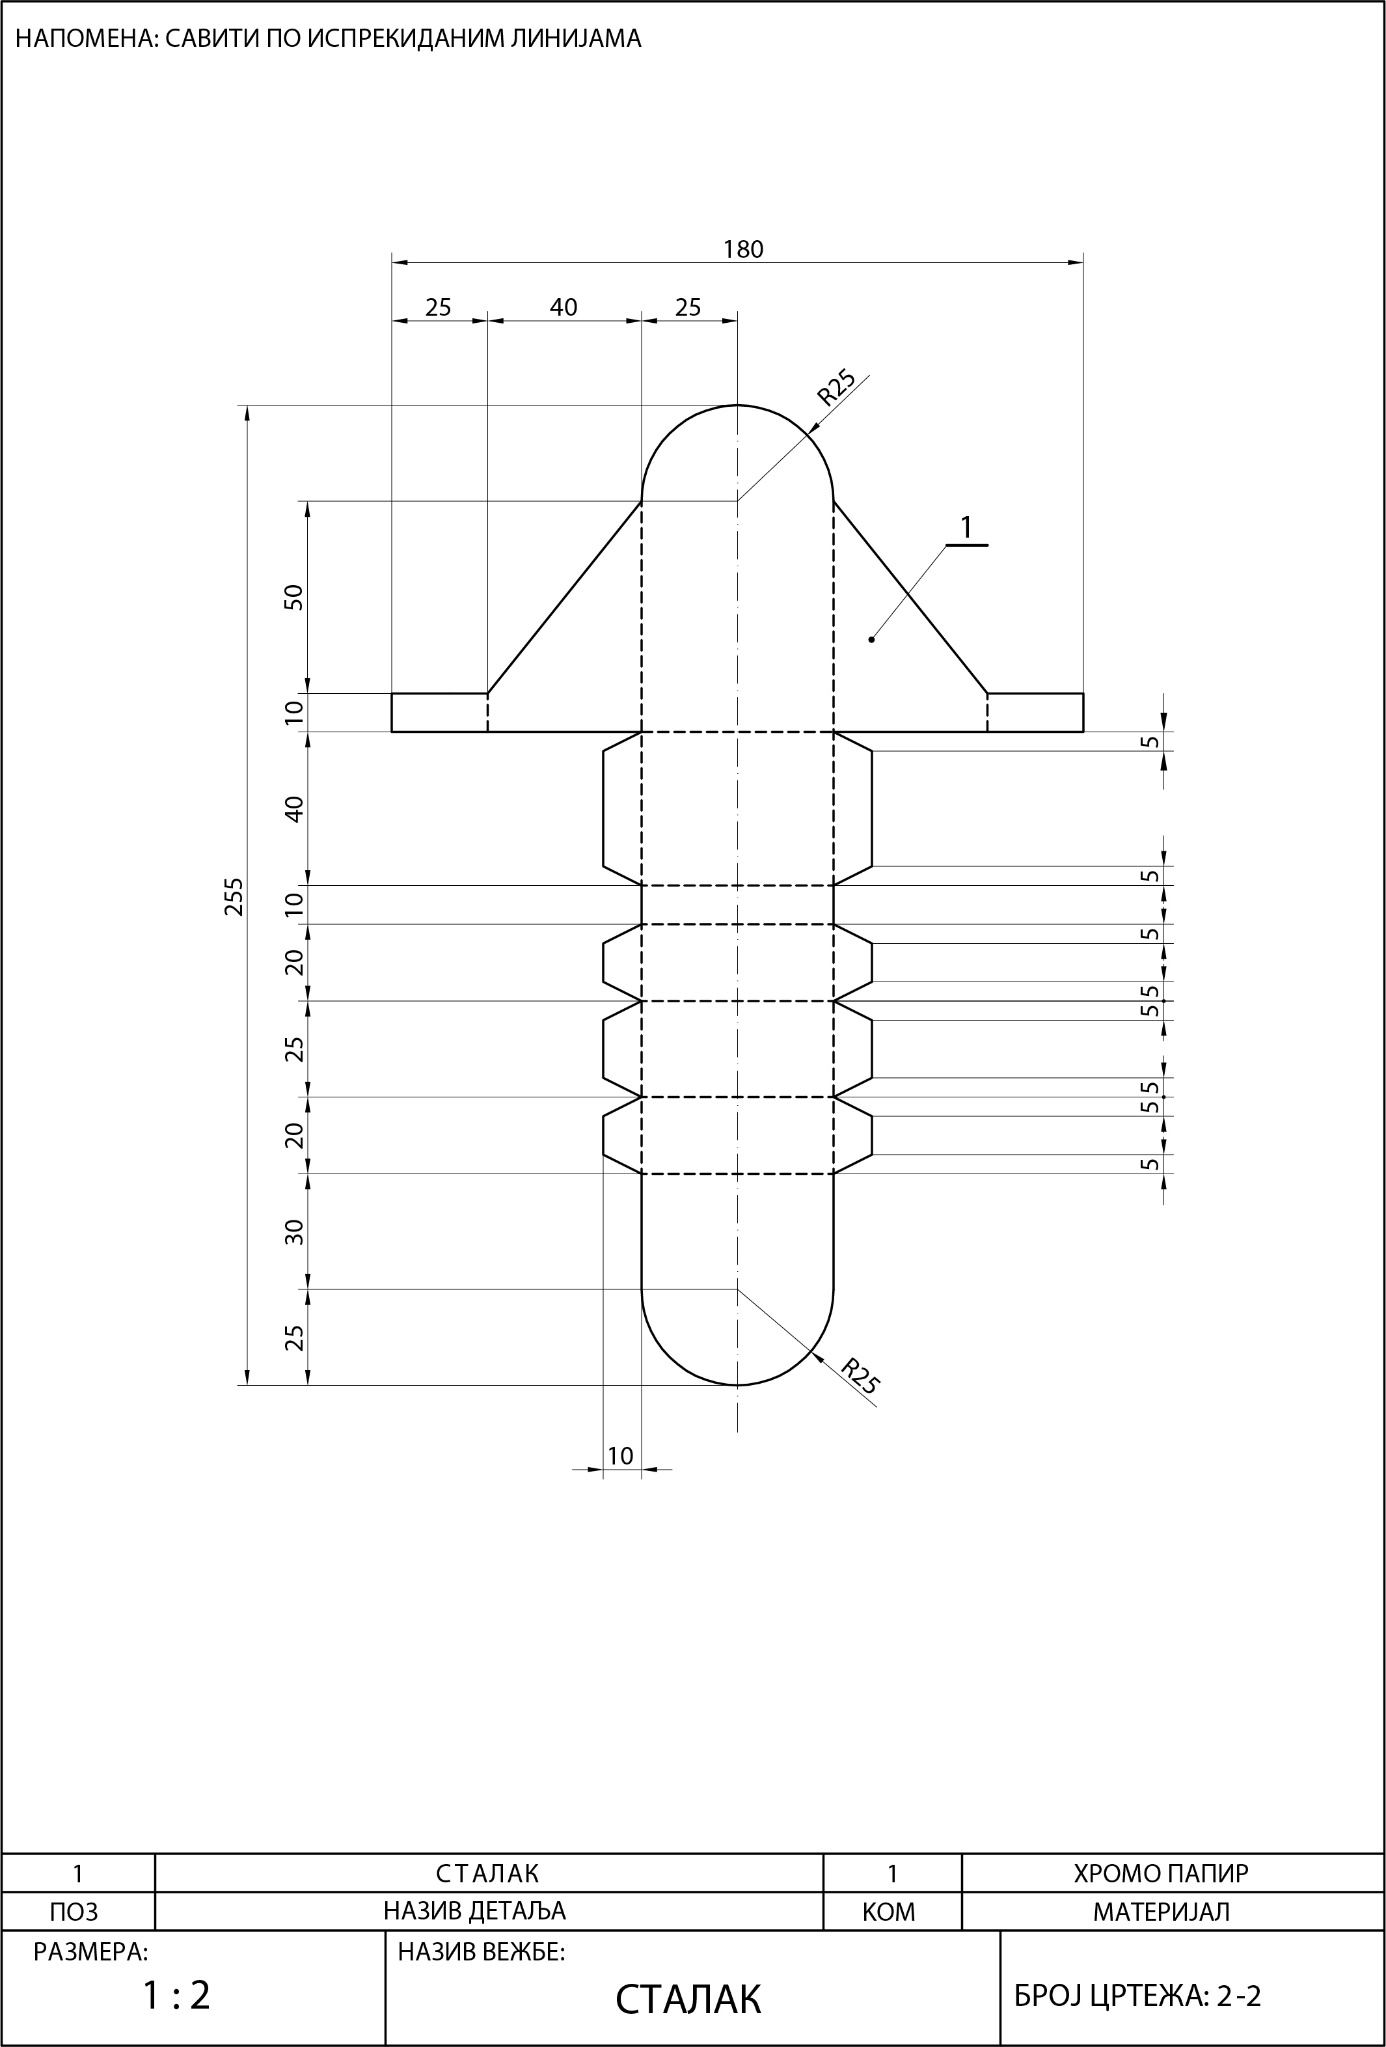 НАПОМЕНА: САВИТИ ПО ИСПРЕКИДАНИМ ЛИНИЈАМА
180
25 40 25
R25
1
50
10
5
40
255
5
10
5
20
5
5
25
5
5
20
5
30
25
R25
10
1 СТАЛАК 1 ХРОМО ПАПИР
ПОЗ НАЗИВ ДЕТАЉА КОМ МАТЕРИЈАЛ
РАЗМЕРА: НАЗИВ ВЕЖБЕ:
1 : 2 СТАЛАК БРОЈ ЦРТЕЖА: 2-2